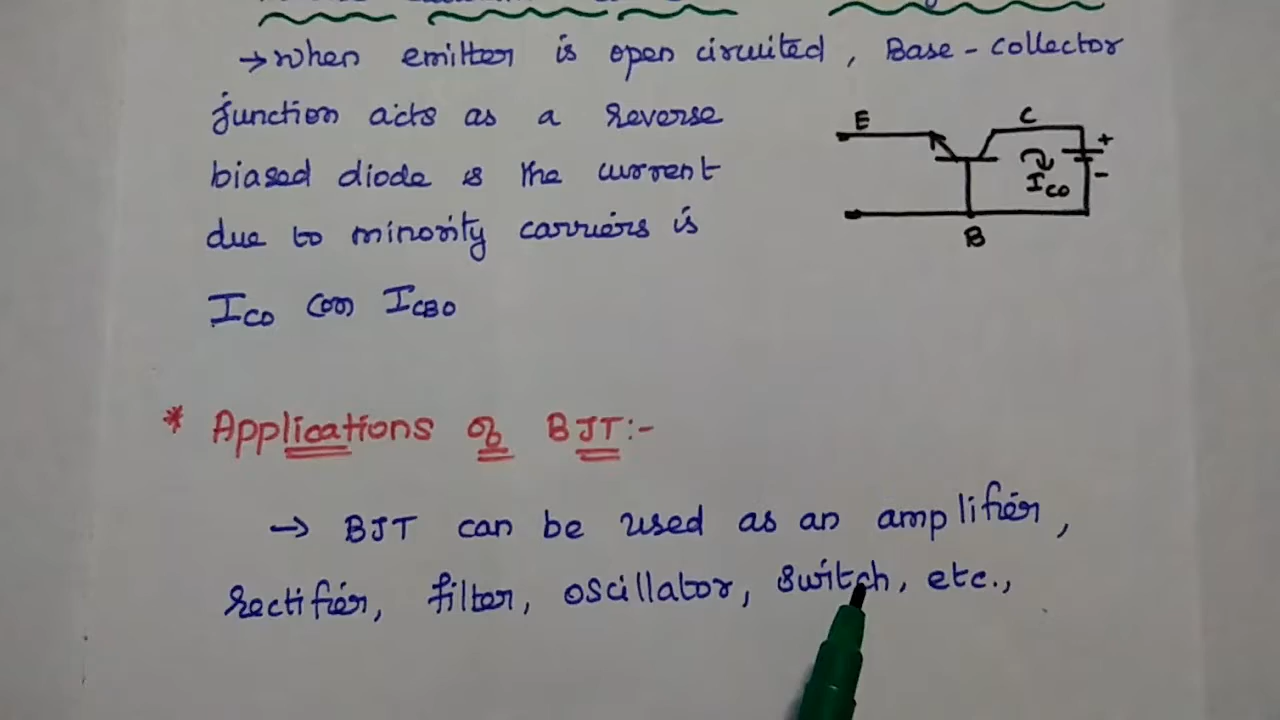 → When emitter is open circuited, Base-collector
junction acts as a reverse
biased diode is the current
due to minority carriers is
ICO (or) ICBO
E
C
+
-
ICO
B
* Applications of BJT:-
→ BJT can be used as an amplifier,
rectifier, filter, oscillator, switch, etc.,